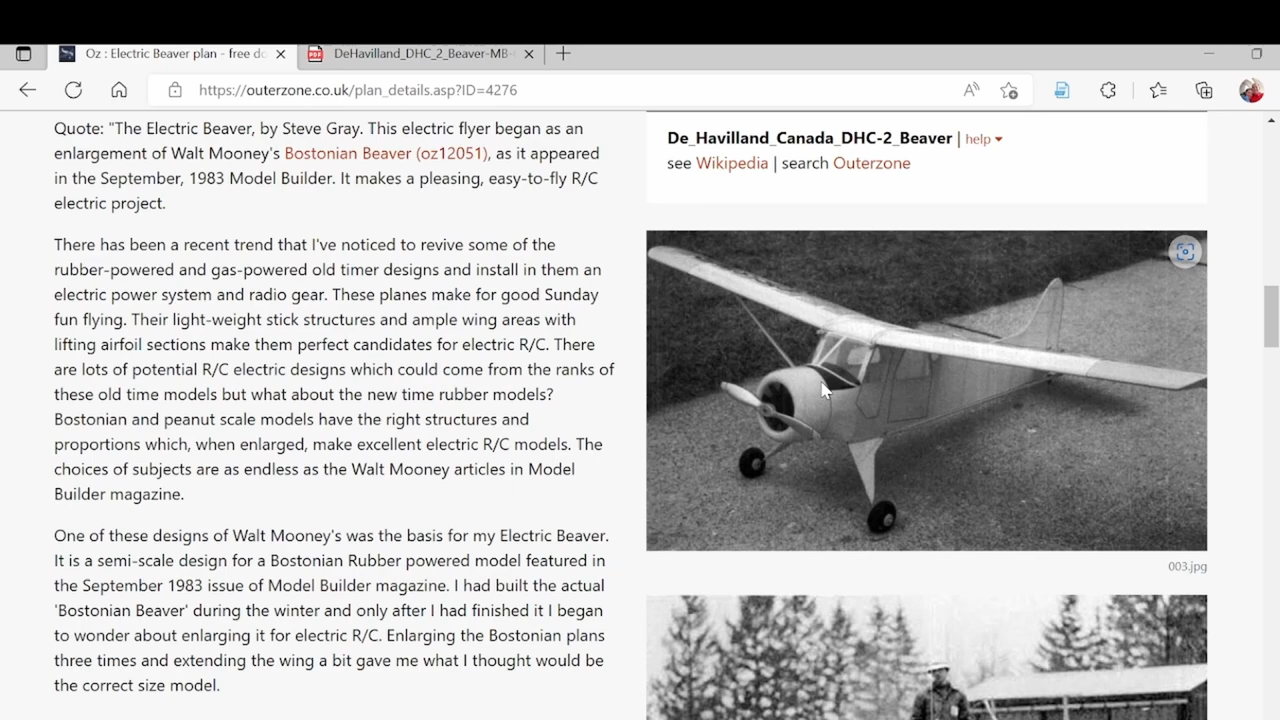 Oz : Electric Beaver plan - free do
DeHavilland_DHC_2_Beaver-MB-
https://outerzone.co.uk/plan_details.asp?ID=4276
Quote: "The Electric Beaver, by Steve Gray. This electric flyer began as an
enlargement of Walt Mooney's Bostonian Beaver (oz12051), as it appeared
in the September, 1983 Model Builder. It makes a pleasing, easy-to-fly R/C
electric project.
There has been a recent trend that I've noticed to revive some of the
rubber-powered and gas-powered old timer designs and install in them an
electric power system and radio gear. These planes make for good Sunday
fun flying. Their light-weight stick structures and ample wing areas with
lifting airfoil sections make them perfect candidates for electric R/C. There
are lots of potential R/C electric designs which could come from the ranks of
these old time models but what about the new time rubber models?
Bostonian and peanut scale models have the right structures and
proportions which, when enlarged, make excellent electric R/C models. The
choices of subjects are as endless as the Walt Mooney articles in Model
Builder magazine.
One of these designs of Walt Mooney's was the basis for my Electric Beaver.
It is a semi-scale design for a Bostonian Rubber powered model featured in
the September 1983 issue of Model Builder magazine. I had built the actual
'Bostonian Beaver' during the winter and only after I had finished it I began
to wonder about enlarging it for electric R/C. Enlarging the Bostonian plans
three times and extending the wing a bit gave me what I thought would be
the correct size model.
De_Havilland_Canada_DHC-2_Beaver | help
see Wikipedia | search Outerzone
003.jpg